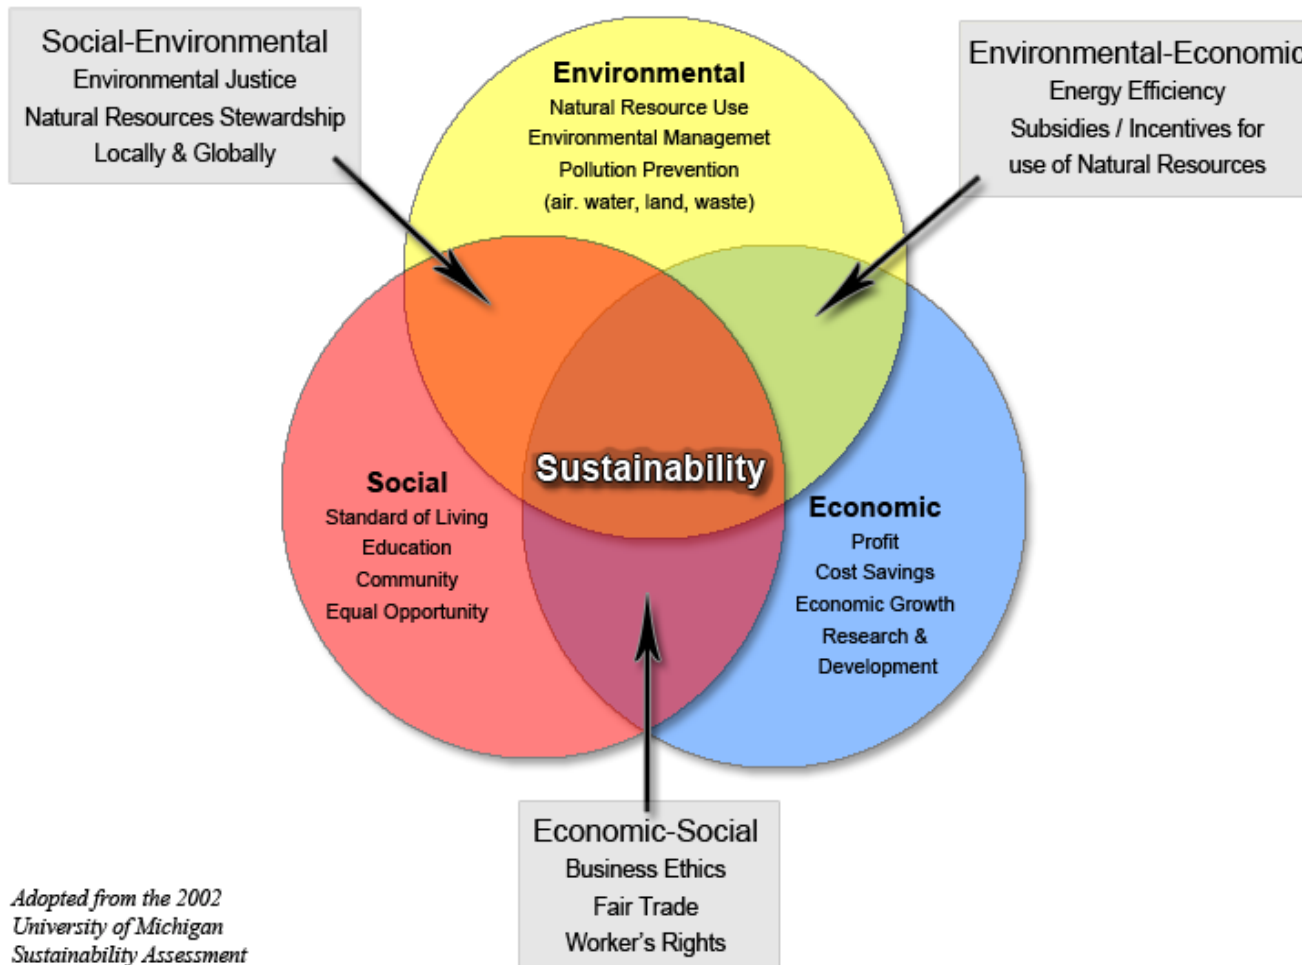 Social-Environmental
Environmental Justice
Natural Resources Stewardship
Locally & Globally
Environmental
Natural Resource Use
Environmental Managemet
Pollution Prevention
(air. water, land, waste)
Environmental-Economic
Energy Efficiency
Subsidies / Incentives for
use of Natural Resources
Sustainability
Social
Standard of Living
Education
Community
Equal Opportunity
Economic
Profit
Cost Savings
Economic Growth
Research &
Development
Economic-Social
Business Ethics
Fair Trade
Worker's Rights
Adopted from the 2002
University of Michigan
Sustainability Assessment